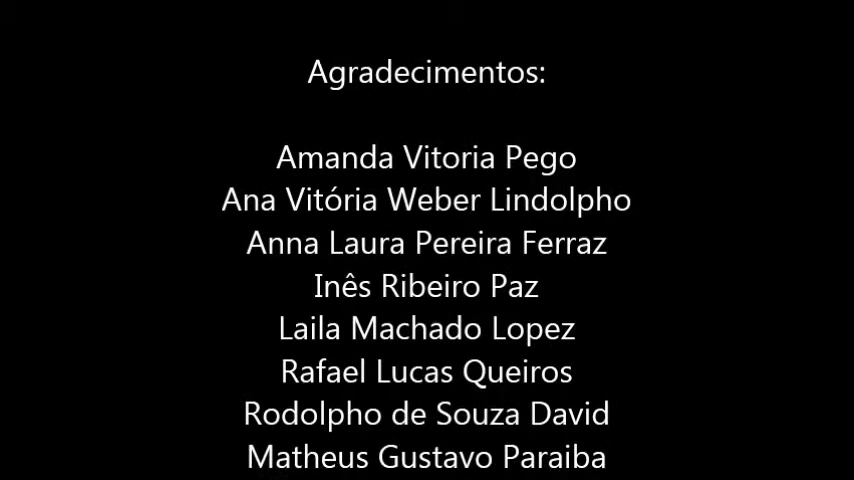 Agradecimentos:
Amanda Vitoria Pego
Ana Vitória Weber Lindolpho
Anna Laura Pereira Ferraz
Inês Ribeiro Paz
Laila Machado Lopez
Rafael Lucas Queiros
Rodolpho de Souza David
Matheus Gustavo Paraiba